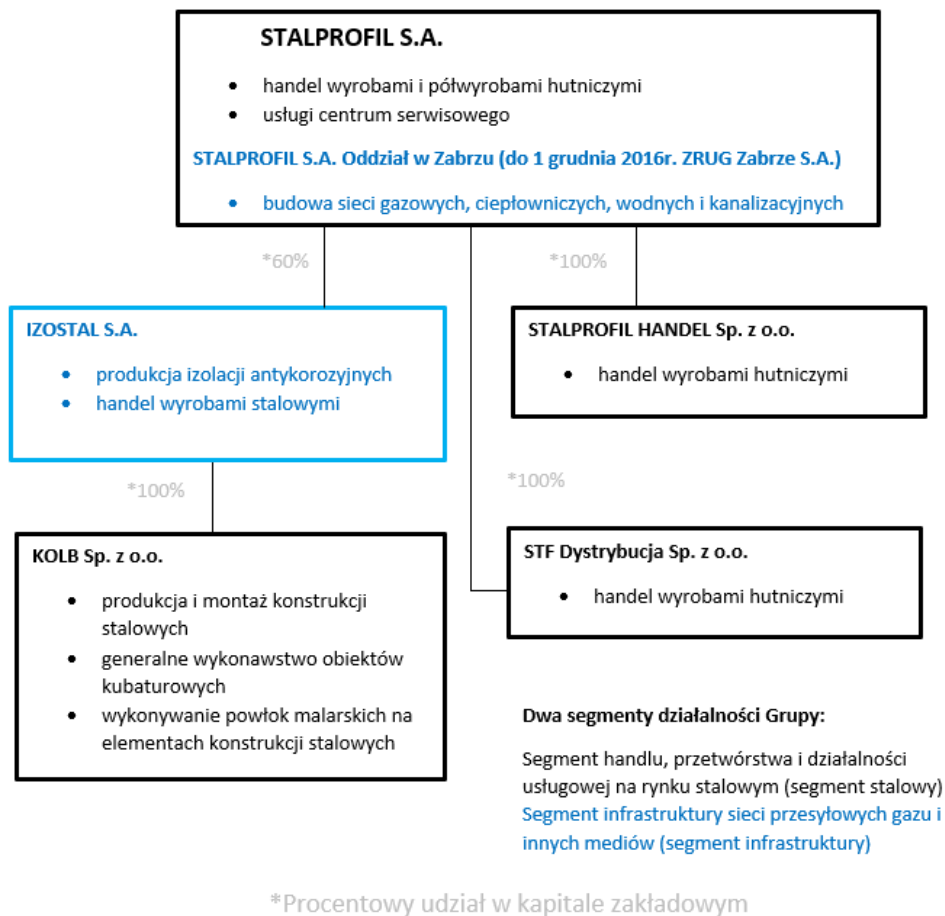 STALPROFIL S.A.
• handel wyrobami i półwyrobami hutniczymi
• usługi centrum serwisowego
STALPROFIL S.A. Oddział w Zabrzu (do 1 grudnia 2016r. ZRUG Zabrze S.A.)
• budowa sieci gazowych, ciepłowniczych, wodnych i kanalizacyjnych
*60%
*100%
IZOSTAL S.A.
• produkcja izolacji antykorozyjnych
• handel wyrobami stalowymi
STALPROFIL HANDEL Sp. z o.o.
• handel wyrobami hutniczymi
*100%
*100%
KOLB Sp. z o.o.
• produkcja i montaż konstrukcji
stalowych
• generalne wykonawstwo obiektów
kubaturowych
• wykonywanie powłok malarskich na
elementach konstrukcji stalowych
STF Dystrybucja Sp. z o.o.
• handel wyrobami hutniczymi
Dwa segmenty działalności Grupy:
Segment handlu, przetwórstwa i działalności
usługowej na rynku stalowym (segment stalowy)
Segment infrastruktury sieci przesyłowych gazu i
innych mediów (segment infrastruktury)
*Procentowy udział w kapitale zakładowym